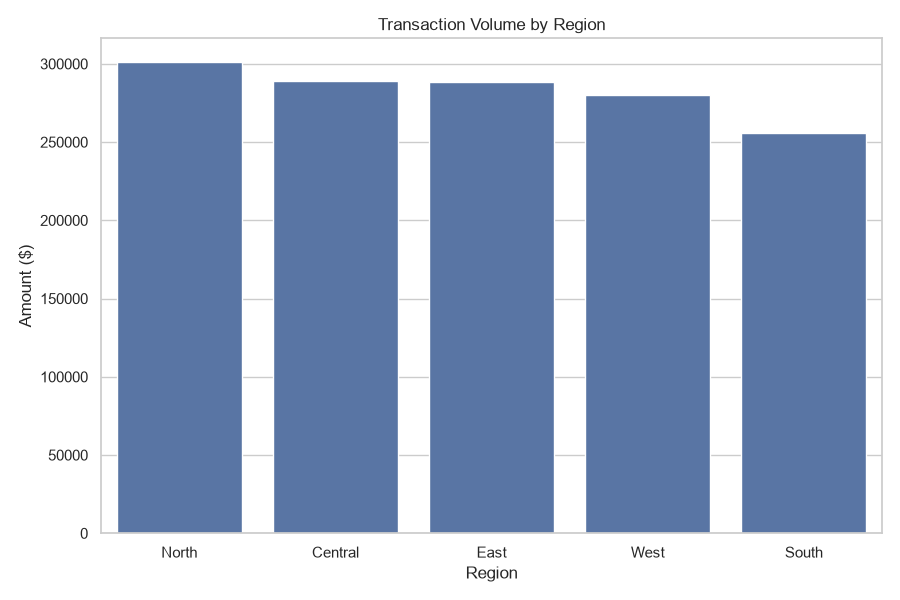 Transaction Volume by Region
Amount ($)
300000
250000
200000
150000
100000
50000
0
North Central East West South
Region